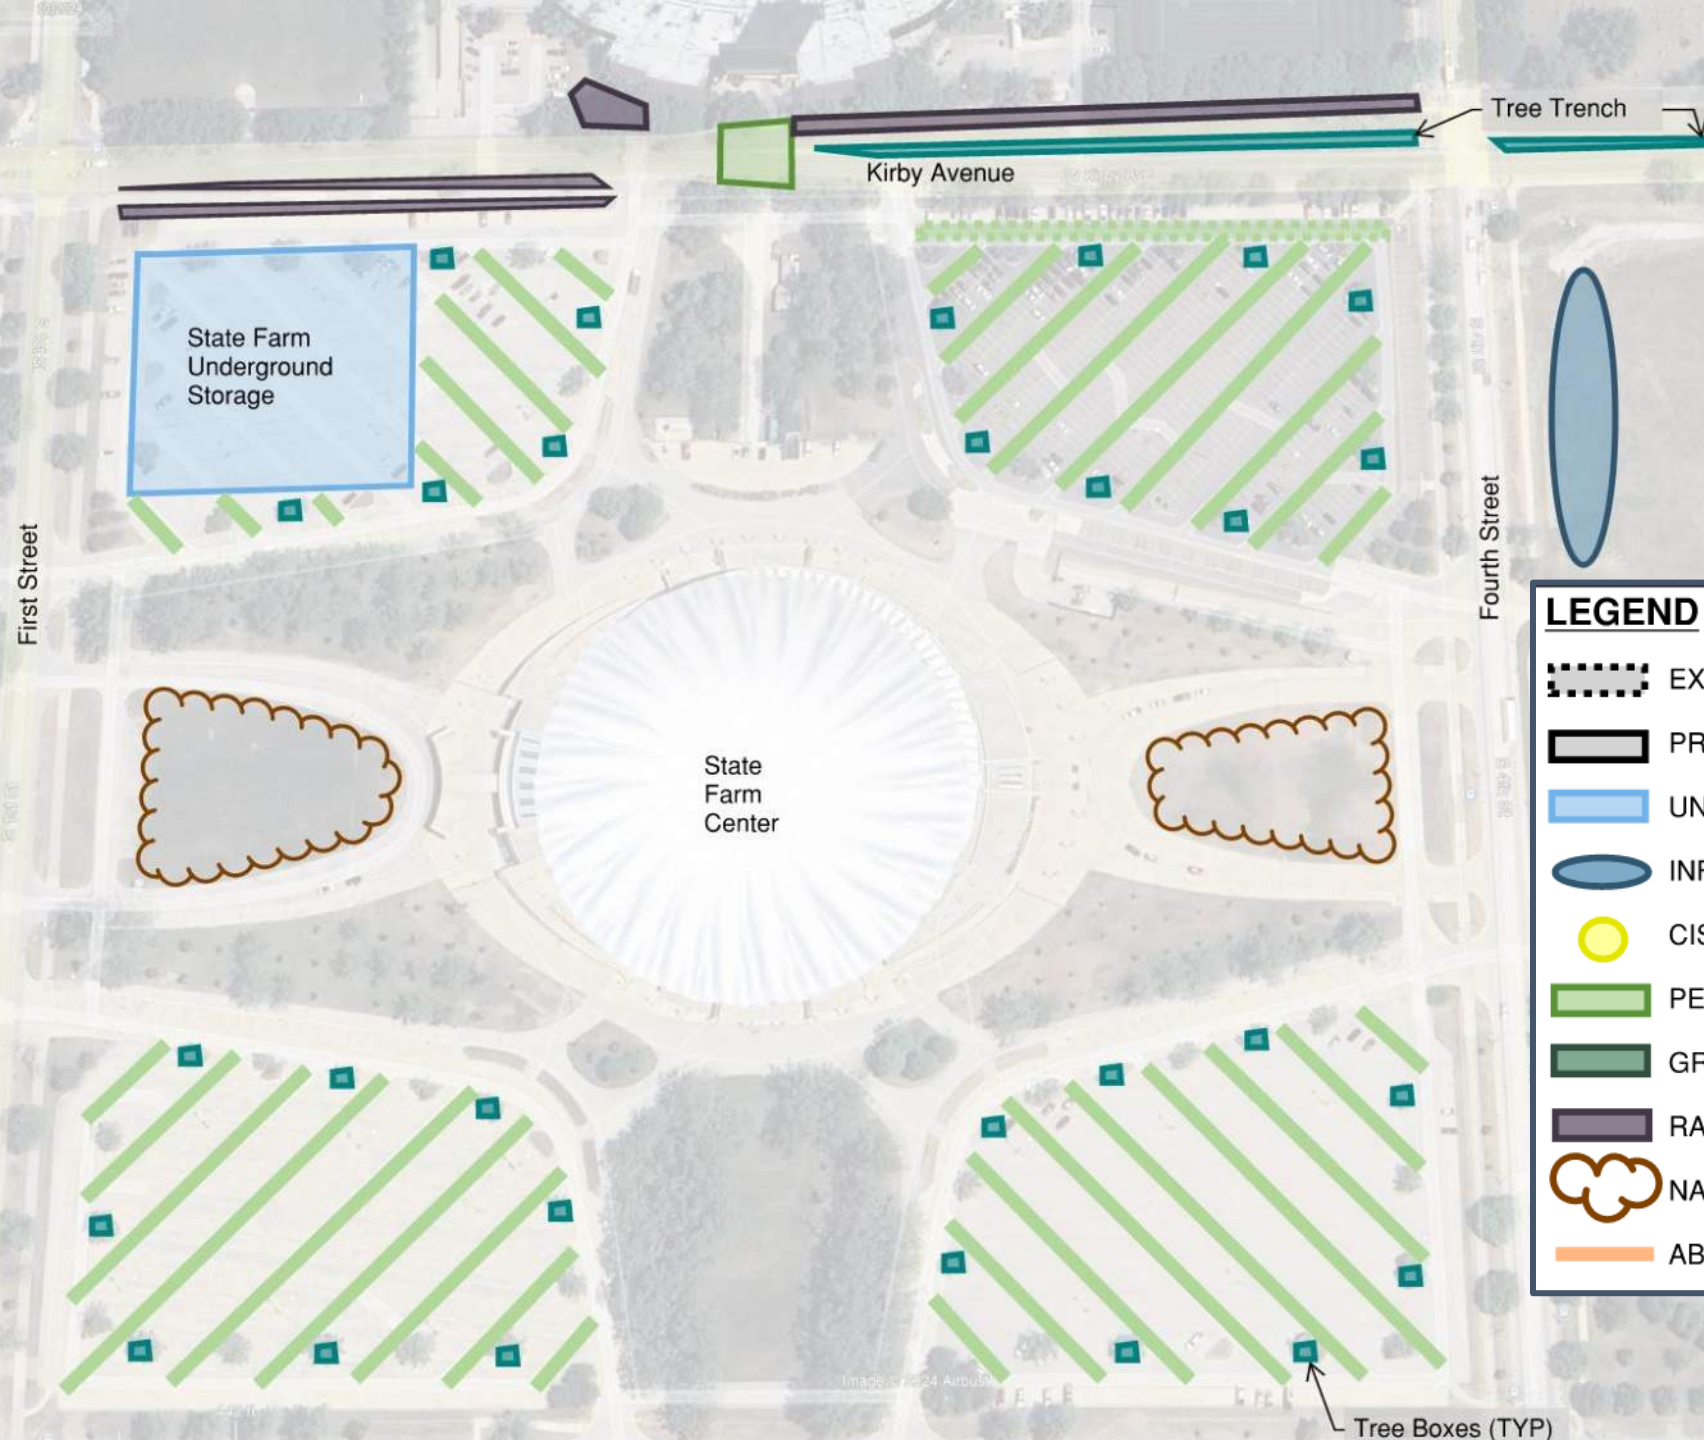 Tree Trench
Kirby Avenue
State Farm
Underground
Storage
First Street
Fourth Street
State
Farm
Center
LEGEND
EX
PR
UN
INF
CIS
PE
GR
RA
NA
AB
Tree Boxes (TYP)